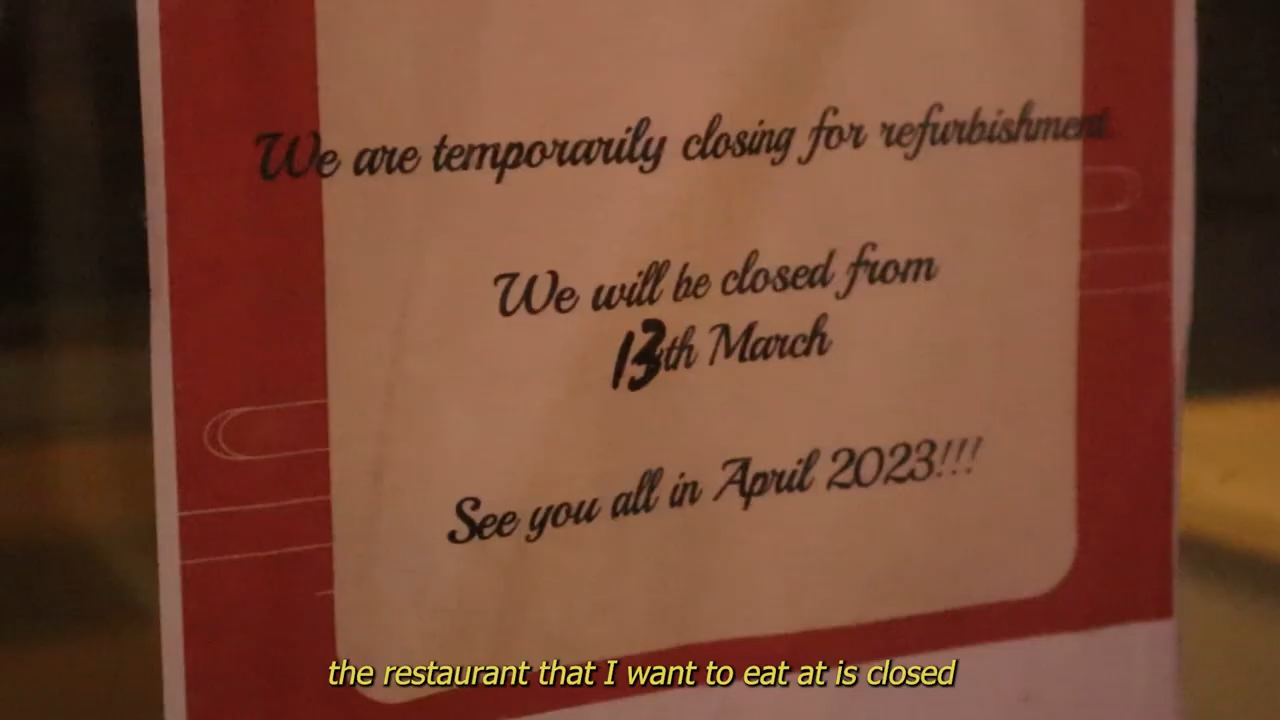 We are temporarily closing for refurbishment
We will be closed from
13th March
See you all in April 2023!!!
the restaurant that I want to eat at is closed